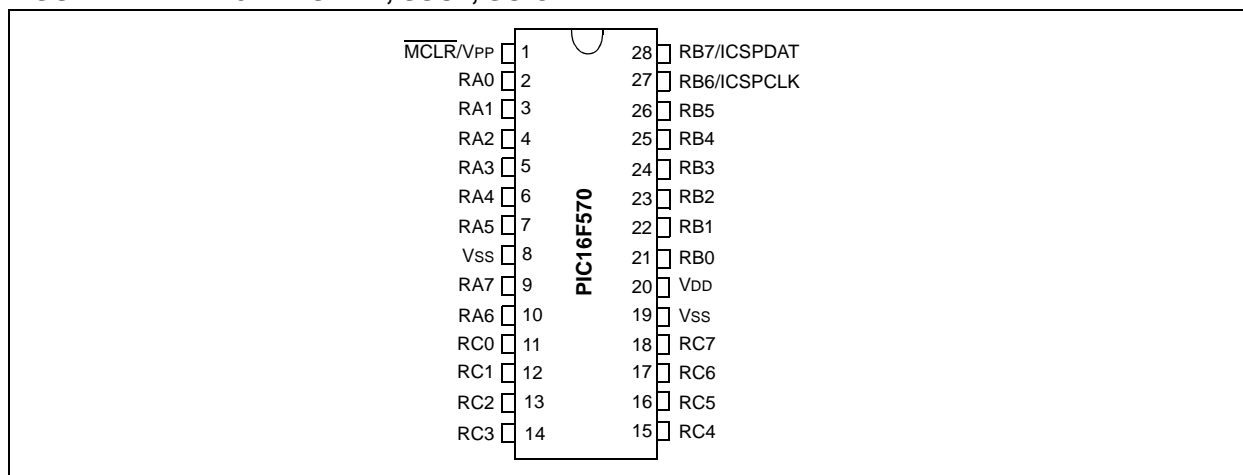 MCLR/VPP 1 28 RB7/ICSPDAT
RA0 2 27 RB6/ICSPCLK
RA1 3 26 RB5
RA2 4 25 RB4
RA3 5 24 RB3
RA4 6 23 RB2
RA5 7 22 RB1
VSS 8 21 RB0
RA7 9 20 VDD
RA6 10 19 VSS
RC0 11 18 RC7
RC1 12 17 RC6
RC2 13 16 RC5
RC3 14 15 RC4
PIC16F570